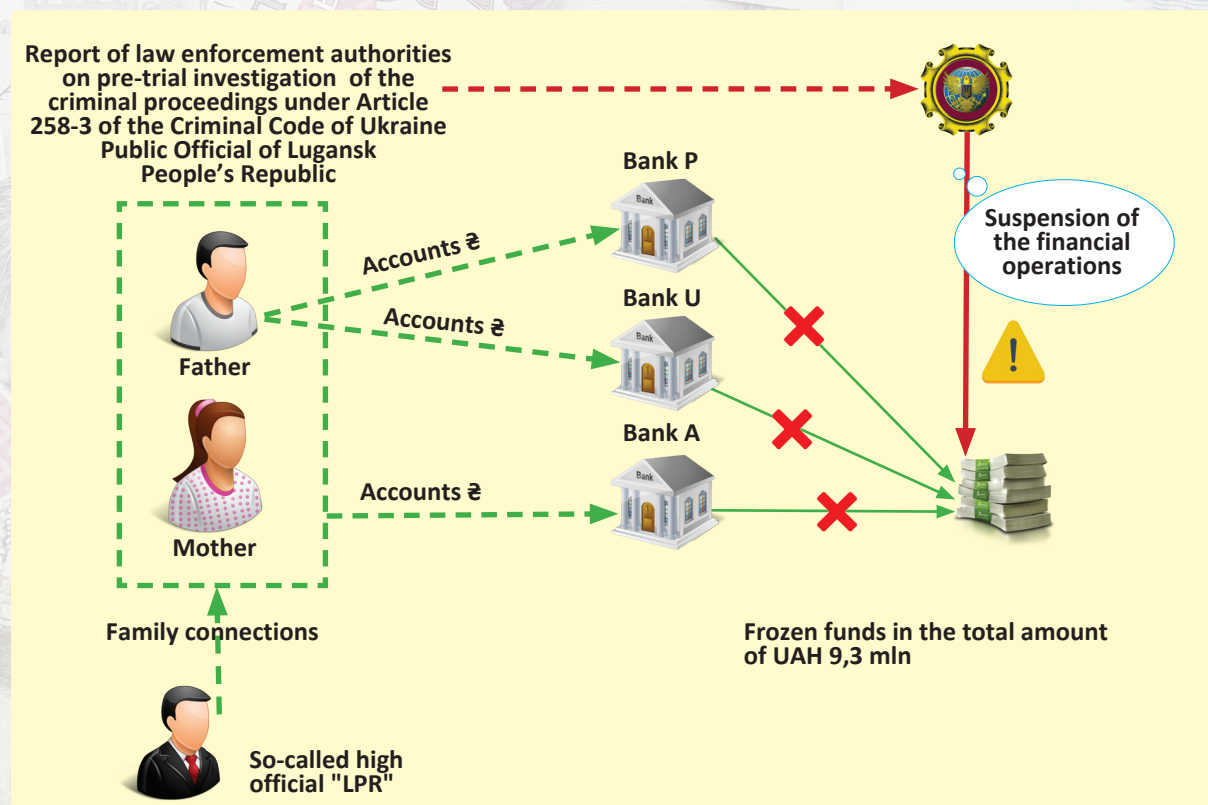 Report of law enforcement authorities
on pre-trial investigation of the
criminal proceedings under Article
258-3 of the Criminal Code of Ukraine
Public Official of Lugansk
People's Republic
Bank P
Bank
Suspension of
the financial
operations
Accounts ₴
Bank U
Bank
Accounts ₴
Father
Bank A
Bank
Accounts ₴
Mother
Family connections
Frozen funds in the total amount
of UAH 9,3 mln
So-called high
official "LPR"